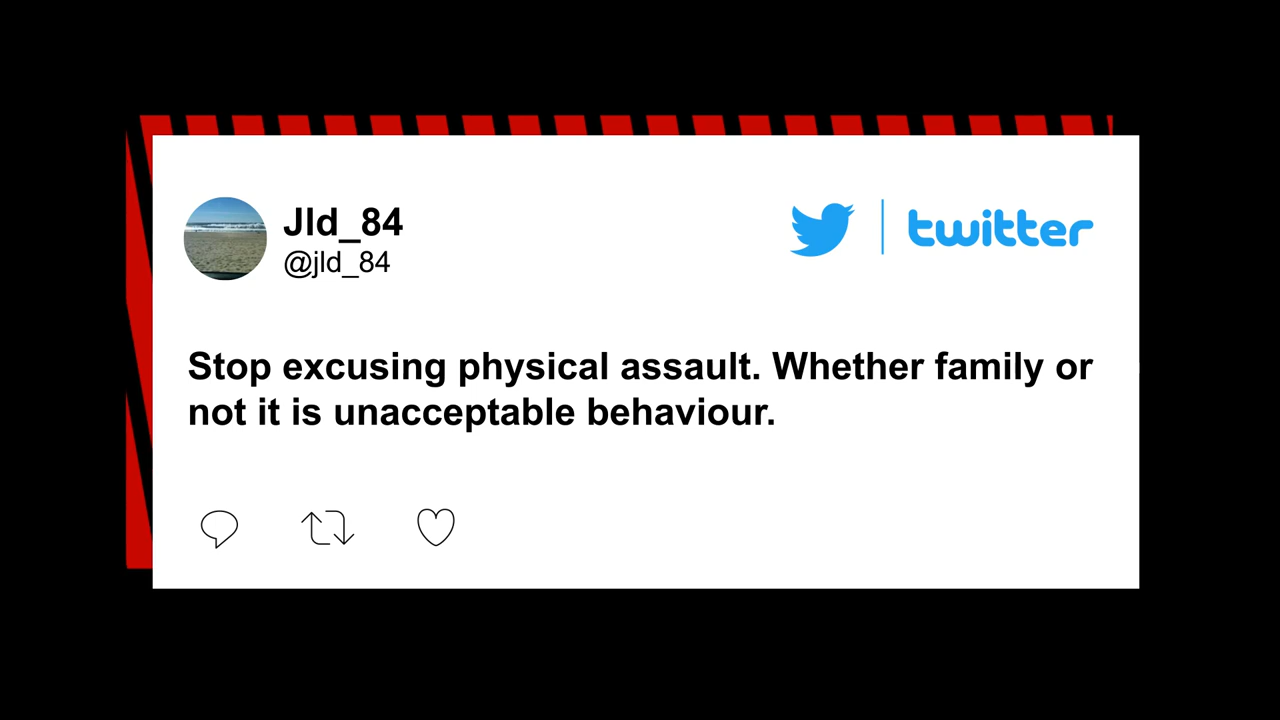 Jld_84
@jld_84
twitter
Stop excusing physical assault. Whether family or
not it is unacceptable behaviour.